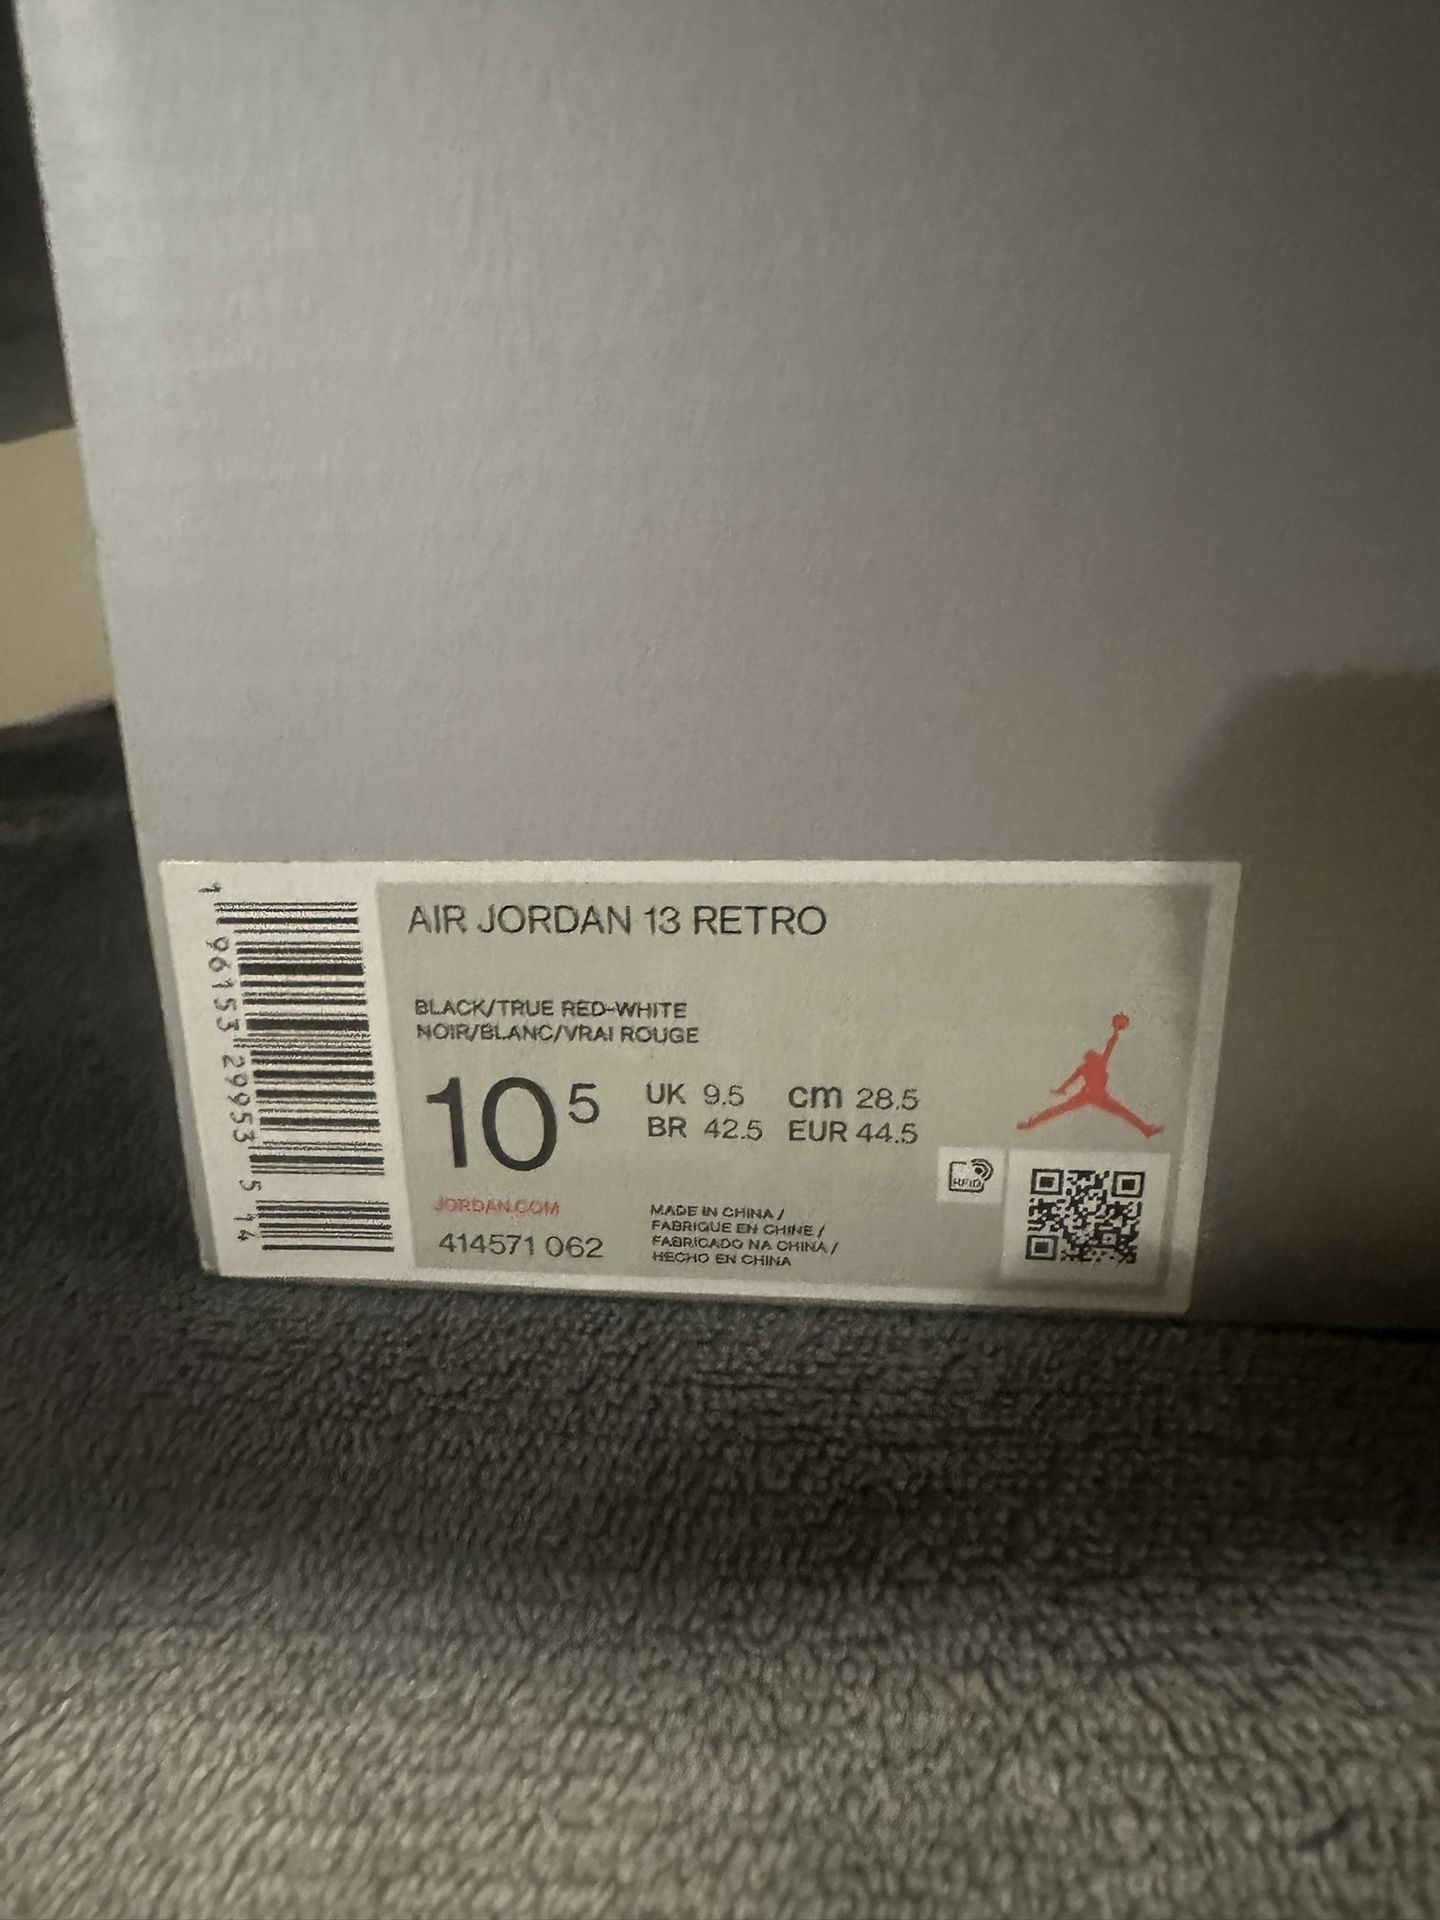 AIR JORDAN 13 RETRO
BLACK/TRUE RED-WHITE
NOIR/BLANC/VRAI ROUGE
10 5
UK 9.5 cm 28.5
BR 42.5 EUR 44.5
JORDAN.COM
414571 062
MADE IN CHINA /
FABRIQUE EN CHINE /
FABRICADO NA CHINA /
HECHO EN CHINA
RFID
1 96153 29953 5 14